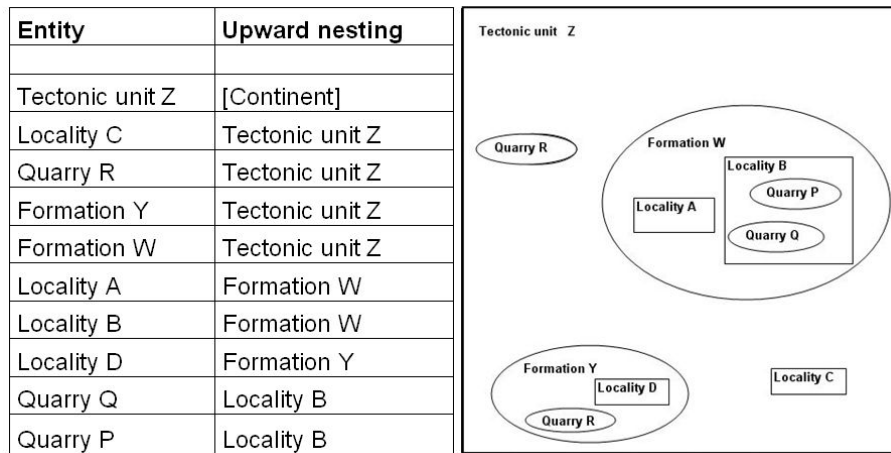 Entity Upward nesting
Tectonic unit Z [Continent]
Locality C Tectonic unit Z
Quarry R Tectonic unit Z
Formation Y Tectonic unit Z
Formation W Tectonic unit Z
Locality A Formation W
Locality B Formation W
Locality D Formation Y
Quarry Q Locality B
Quarry P Locality B
Tectonic unit Z
Quarry R
Formation W
Locality B
Quarry P
Locality A
Quarry Q
Formation Y
Locality D
Quarry R
Locality C